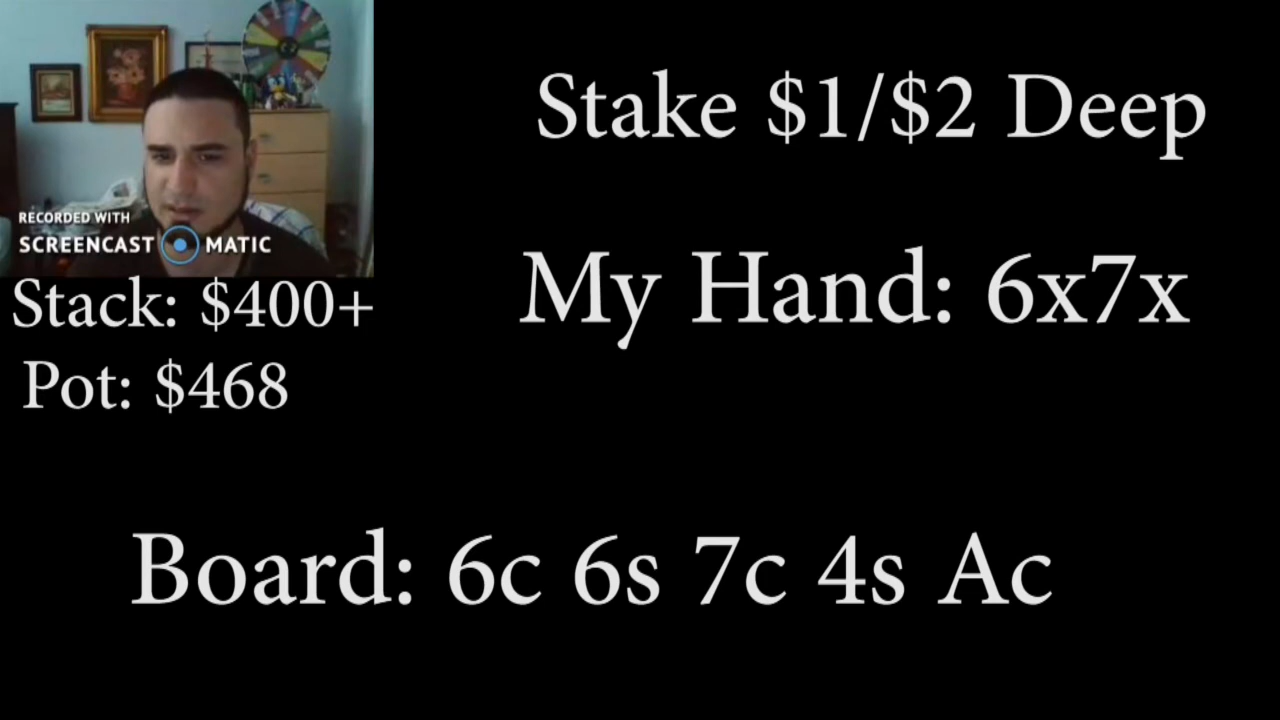 Stake $1/$2 Deep
RECORDED WITH
SCREENCAST MATIC
My Hand: 6x7x
Stack: $400+
Pot: $468
Board: 6c 6s 7c 4s Ac